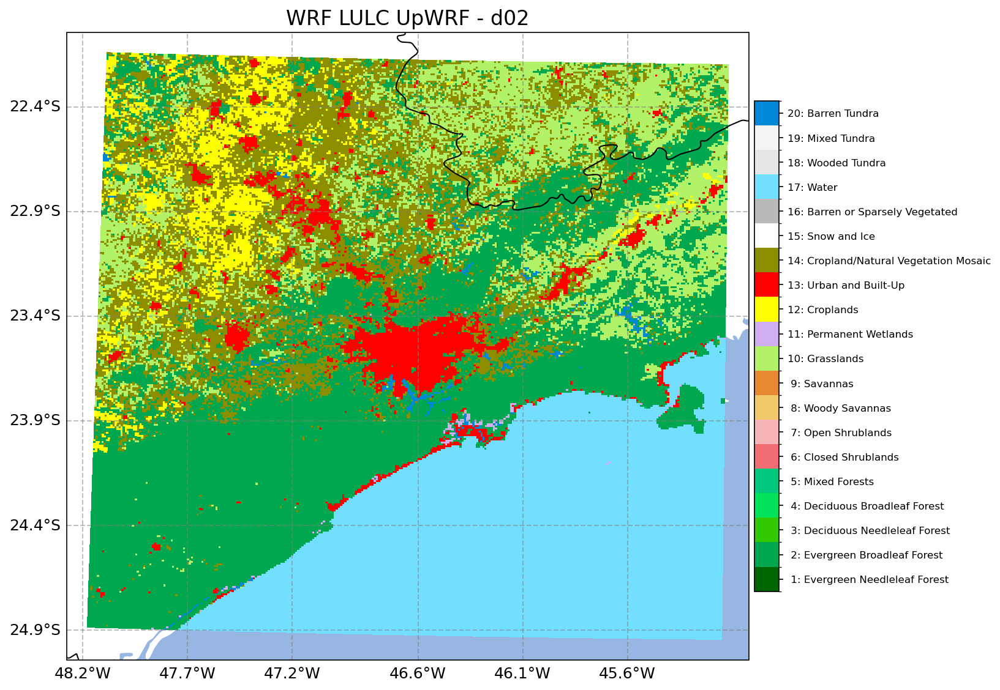 WRF LULC UpWRF - d02
22.4°S
22.9°S
23.4°S
23.9°S
24.4°S
24.9°S
48.2°W
47.7°W
47.2°W
46.6°W
46.1°W
45.6°W
20: Barren Tundra
19: Mixed Tundra
18: Wooded Tundra
17: Water
16: Barren or Sparsely Vegetated
15: Snow and Ice
14: Cropland/Natural Vegetation Mosaic
13: Urban and Built-Up
12: Croplands
11: Permanent Wetlands
10: Grasslands
9: Savannas
8: Woody Savannas
7: Open Shrublands
6: Closed Shrublands
5: Mixed Forests
4: Deciduous Broadleaf Forest
3: Deciduous Needleleaf Forest
2: Evergreen Broadleaf Forest
1: Evergreen Needleleaf Forest